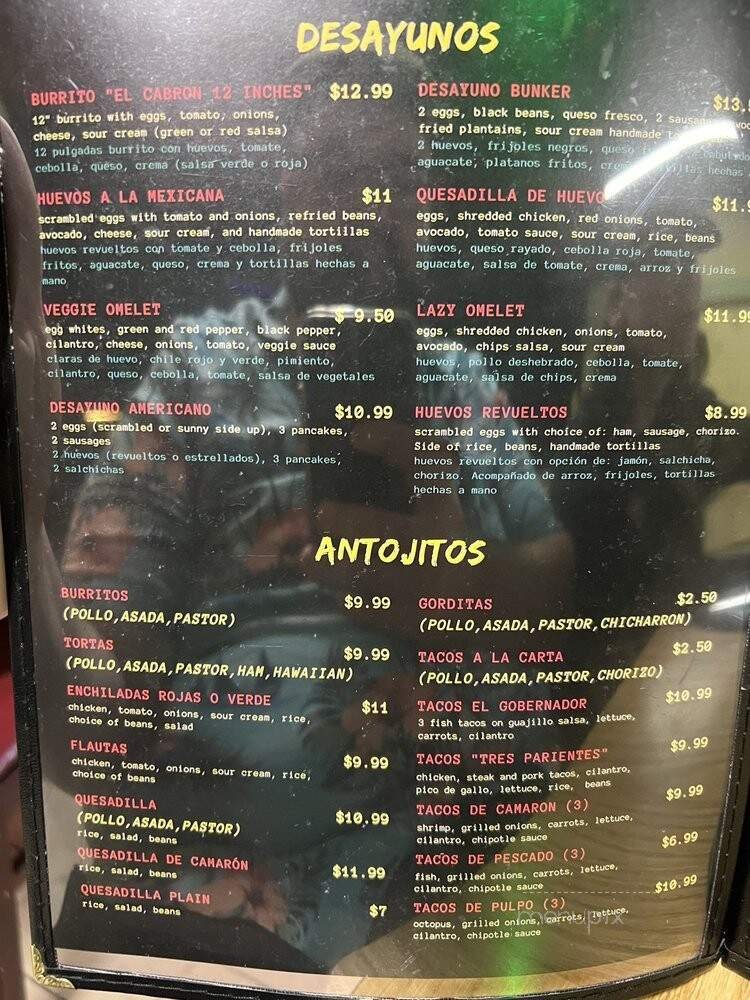 DESAYUNOS
BURRITO "EL CABRON 12 INCHES" $12.99
12" burrito with eggs, tomato, onions,
cheese, sour cream (green or red salsa)
12 pulgadas burrito con huevos, tomate,
cebolla, queso, crema (salsa verde o roja)
HUEVOS A LA MEXICANA $11
scrambled eggs with tomato and onions, refried beans,
avocado, cheese, sour cream, and handmade tortillas
huevos revueltos con tomate y cebolla, frijoles
fritos, aguacate, queso, crema y tortillas hechas a
mano
VEGGIE OMELET $ 9.50
egg whites, green and red pepper, black pepper,
cilantro, cheese, onions, tomato, veggie sauce
claras de huevo, chile rojo y verde, pimiento,
cilantro, queso, cebolla, tomate, salsa de vegetales
DESAYUNO AMERICANO $10.99
2 eggs (scrambled or sunny side up), 3 pancakes,
2 sausages
2 huevos (revueltos o estrellados), 3 pancakes,
2 salchichas
DESAYUNO BUNKER $13.
2 eggs, black beans, queso fresco, 2
fried plantains, sour cream handmade
2 huevos, frijoles negros, queso
aguacate, platanos fritos, hechas
QUESADILLA DE HUEVO $11.9
eggs, shredded chicken, red onions, tomato,
avocado, tomato sauce, sour cream, rice, beans
huevos, queso rayado, cebolla roja, tomate,
aguacate, salsa de tomate, crema, arroz y frijoles
LAZY OMELET $11.99
eggs, shredded chicken, onions, tomato,
avocado, chips salsa, sour cream
huevos, pollo deshebrado, cebolla, tomate,
aguacate, salsa de chips, crema
HUEVOS REVUELTOS $8.99
scrambled eggs with choice of: ham, sausage, chorizo.
Side of rice, beans, handmade tortillas
huevos revueltos con opción de: jamón, salchicha,
chorizo. Acompañado de arroz, frijoles, tortillas
hechas a mano
ANTOJITOS
BURRITOS $9.99
(POLLO,ASADA,PASTOR)
TORTAS $9.99
(POLLO,ASADA,PASTOR,HAM,HAWAIIAN)
ENCHILADAS ROJAS O VERDE $11
chicken, tomato, onions, sour cream, rice,
choice of beans, salad
FLAUTAS $9.99
chicken, tomato, onions, sour cream, rice,
choice of beans
QUESADILLA $10.99
(POLLO,ASADA,PASTOR)
rice, salad, beans
QUESADILLA DE CAMARÓN $11.99
rice, salad, beans
QUESADILLA PLAIN $7
rice, salad, beans
GORDITAS $2.50
(POLLO,ASADA,PASTOR,CHICHARRON)
TACOS A LA CARTA $2.50
(POLLO,ASADA,PASTOR,CHORIZO)
TACOS EL GOBERNADOR $10.99
3 fish tacos on guajillo salsa, lettuce,
carrots, cilantro
TACOS "TRES PARIENTES" $9.99
chicken, steak and pork tacos, cilantro,
pico de gallo, lettuce, rice, beans
TACOS DE CAMARON (3) $9.99
shrimp, grilled onions, carrots, lettuce,
cilantro, chipotle sauce
TACOS DE PESCADO (3) $6.99
fish, grilled onions, carrots, lettuce,
cilantro, chipotle sauce
TACOS DE PULPO (3) $10.99
octopus, grilled onions, carrots, lettuce,
cilantro, chipotle sauce
menupix